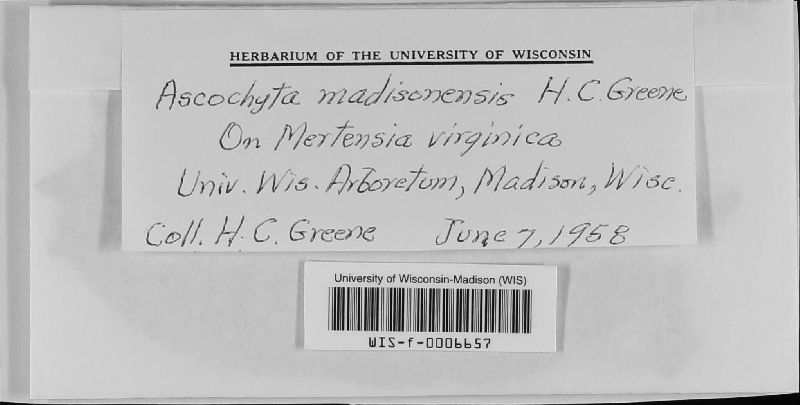 HERBARIUM OF THE UNIVERSITY OF WISCONSIN
Ascochyta madisonensis H. C. Greene
On Mertensia virginica
Univ. Wis. Arboretum, Madison, Wisc.
Coll. H. C. Greene June 7, 1958
University of Wisconsin-Madison (WIS)
WIS-f-0006657